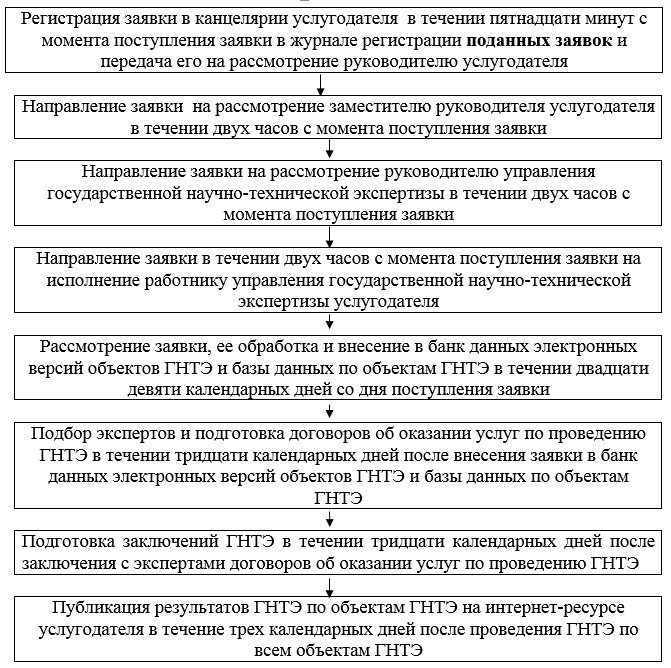 Регистрация заявки в канцелярии услугодателя в течении пятнадцати минут с
момента поступления заявки в журнале регистрации поданных заявок и
передача его на рассмотрение руководителю услугодателя
Направление заявки на рассмотрение заместителю руководителя услугодателя
в течении двух часов с момента поступления заявки
Направление заявки на рассмотрение руководителю управления
государственной научно-технической экспертизы в течении двух часов с
момента поступления заявки
Направление заявки в течении двух часов с момента поступления заявки на
исполнение работнику управления государственной научно-технической
экспертизы услугодателя
Рассмотрение заявки, ее обработка и внесение в банк данных электронных
версий объектов ГНТЭ и базы данных по объектам ГНТЭ в течении двадцати
девяти календарных дней со дня поступления заявки
Подбор экспертов и подготовка договоров об оказании услуг по проведению
ГНТЭ в течении тридцати календарных дней после внесения заявки в банк
данных электронных версий объектов ГНТЭ и базы данных по объектам
ГНТЭ
Подготовка заключений ГНТЭ в течении тридцати календарных дней после
заключения с экспертами договоров об оказании услуг по проведению ГНТЭ
Публикация результатов ГНТЭ по объектам ГНТЭ на интернет-ресурсе
услугодателя в течение трех календарных дней после проведения ГНТЭ по
всем объектам ГНТЭ